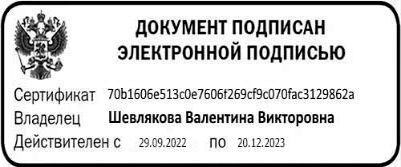 ДОКУМЕНТ ПОДПИСАН
ЭЛЕКТРОННОЙ ПОДПИСЬЮ
Сертификат 70b1606e513c0e7606f269cf9c070fac3129862a
Владелец Шевлякова Валентина Викторовна
Действителен с 29.09.2022 по 20.12.2023